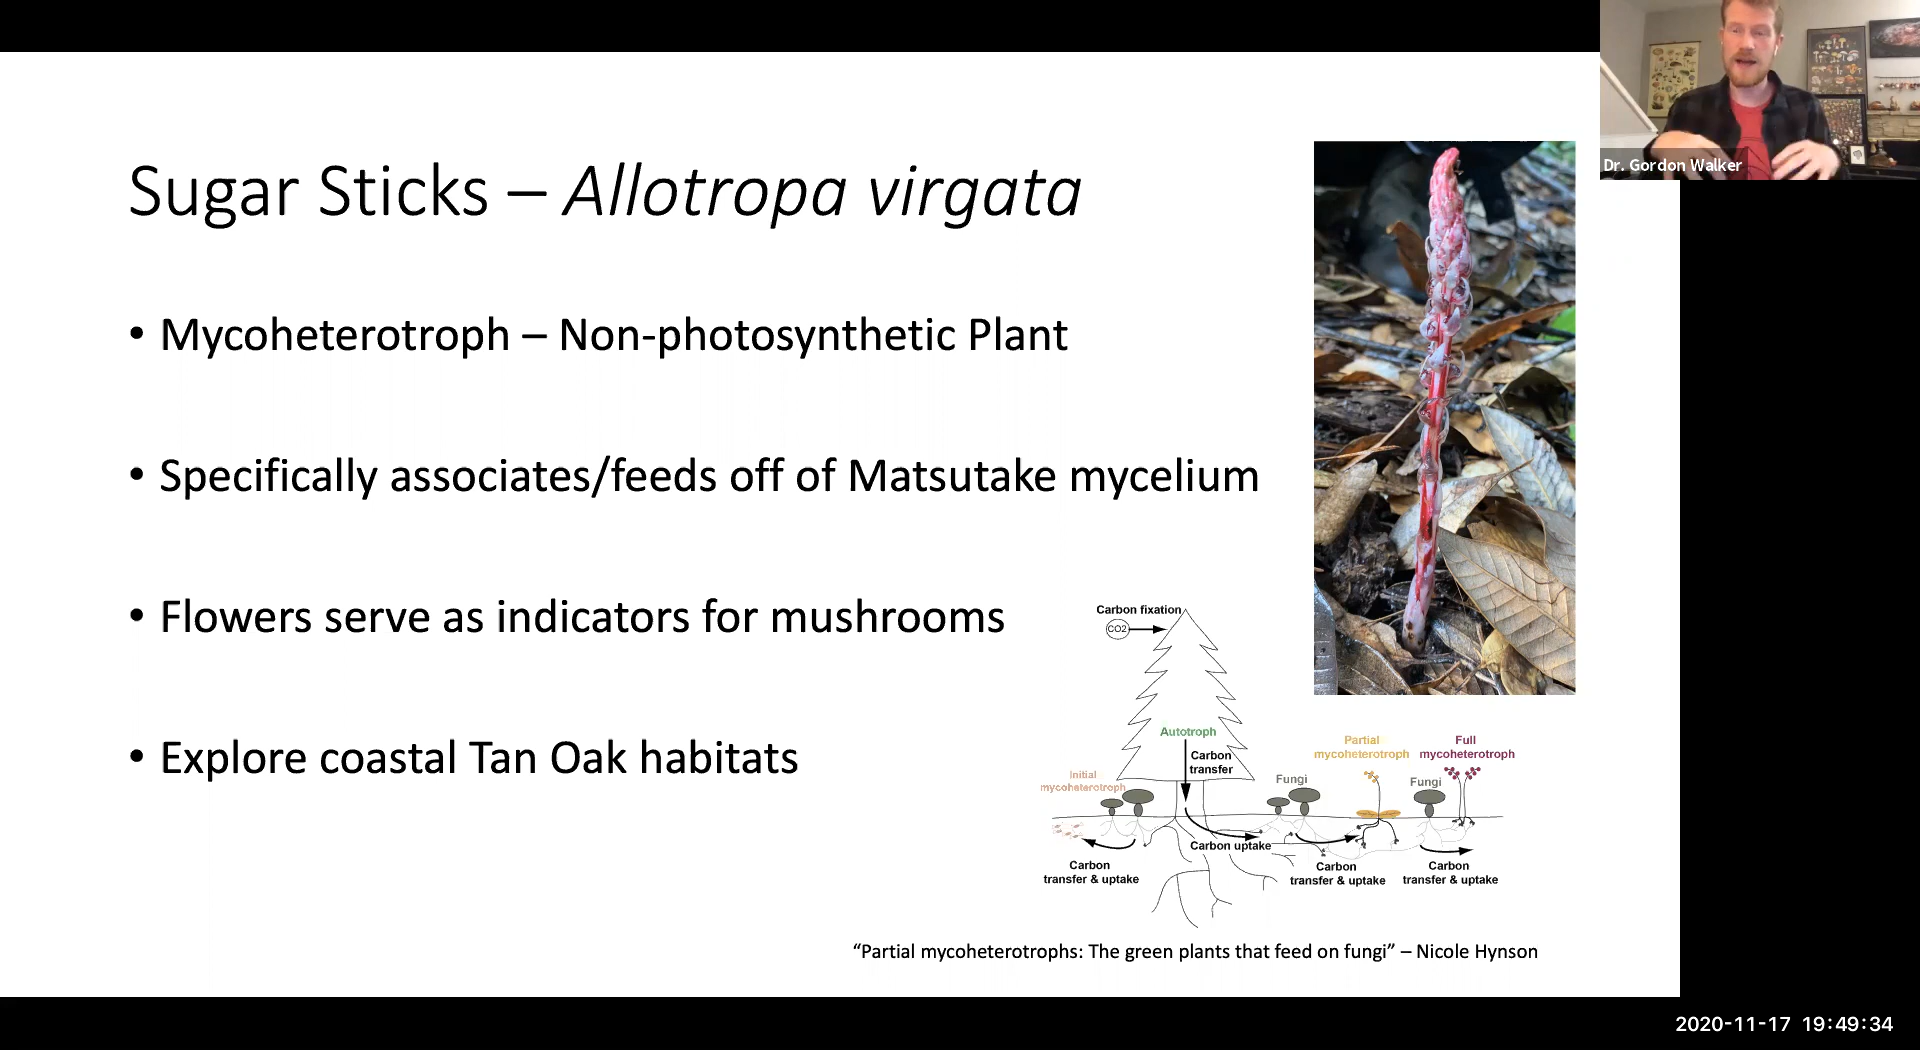 Dr. Gordon Walker
Sugar Sticks – Allotropa virgata
• Mycoheterotroph – Non-photosynthetic Plant
• Specifically associates/feeds off of Matsutake mycelium
• Flowers serve as indicators for mushrooms
• Explore coastal Tan Oak habitats
Carbon fixation
CO2
Autotroph
Carbon
transfer
Initial
mycoheterotroph
Fungi
Partial
mycoheterotroph
Full
mycoheterotroph
Fungi
Carbon uptake
Carbon
transfer & uptake
Carbon
transfer & uptake
Carbon
transfer & uptake
“Partial mycoheterotrophs: The green plants that feed on fungi” – Nicole Hynson
2020-11-17 19:49:34